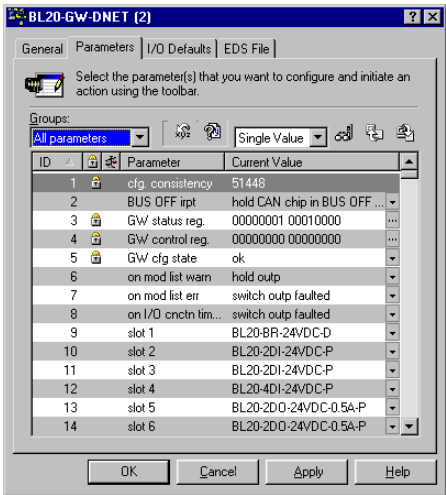 BL20-GW-DNET (2)
General Parameters I/O Defaults EDS File
Select the parameter(s) that you want to configure and initiate an
action using the toolbar.
Groups:
All parameters Single Value
ID Parameter Current Value
1 cfg. consistency 51448
2 BUS OFF irpt hold CAN chip in BUS OFF ...
3 GW status reg. 00000001 00010000 ...
4 GW control reg. 00000000 00000000 ...
5 GW cfg state ok
6 on mod list warn hold outp
7 on mod list err switch outp faulted
8 on I/O cnctn tim... switch outp faulted
9 slot 1 BL20-BR-24VDC-D
10 slot 2 BL20-2DI-24VDC-P
11 slot 3 BL20-2DI-24VDC-P
12 slot 4 BL20-4DI-24VDC-P
13 slot 5 BL20-2DO-24VDC-0.5A-P
14 slot 6 BL20-2DO-24VDC-0.5A-P
OK Cancel Apply Help